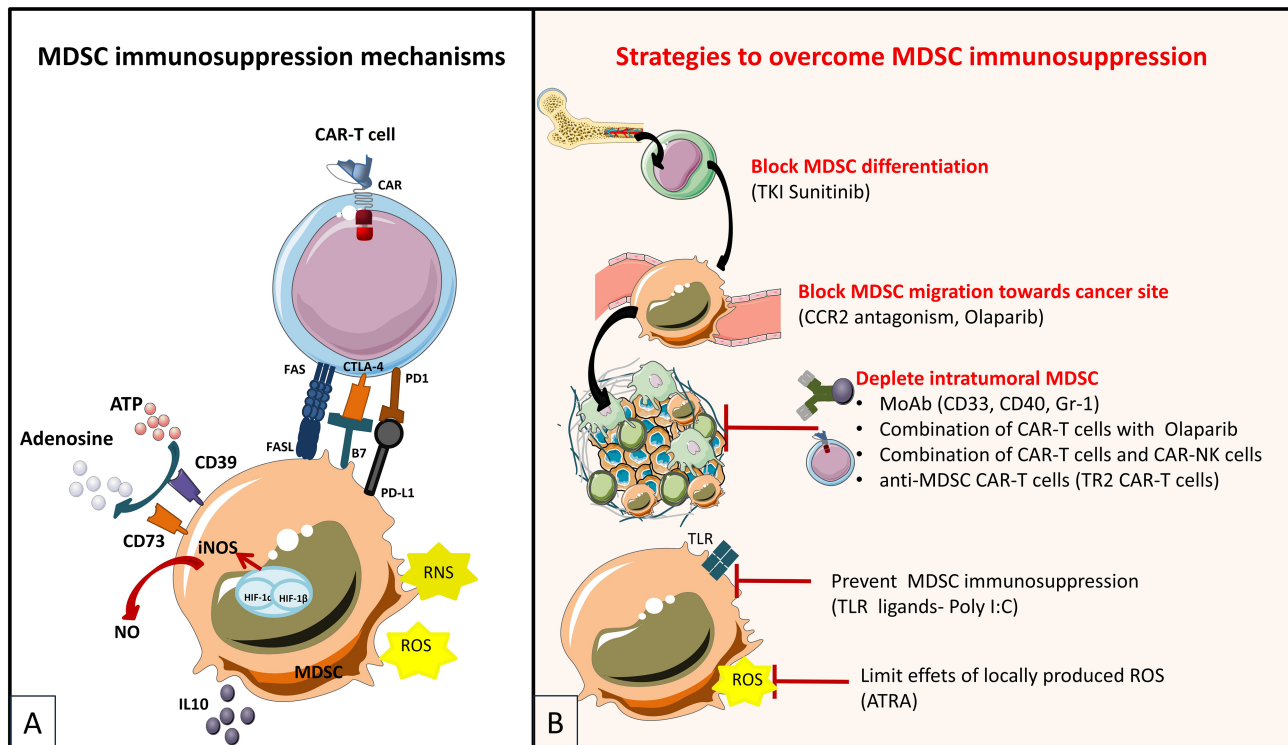 MDSC immunosuppression mechanisms
CAR-T cell
CAR
FAS
CTLA-4
PD1
FASL
B7
PD-L1
ATP
Adenosine
CD39
CD73
iNOS
HIF-1α
HIF-1β
NO
RNS
ROS
MDSC
IL10
A
Strategies to overcome MDSC immunosuppression
Block MDSC differentiation
(TKI Sunitinib)
Block MDSC migration towards cancer site
(CCR2 antagonism, Olaparib)
Deplete intratumoral MDSC
• MoAb (CD33, CD40, Gr-1)
• Combination of CAR-T cells with Olaparib
• Combination of CAR-T cells and CAR-NK cells
• anti-MDSC CAR-T cells (TR2 CAR-T cells)
TLR
Prevent MDSC immunosuppression
(TLR ligands- Poly I:C)
ROS
Limit effets of locally produced ROS
(ATRA)
B